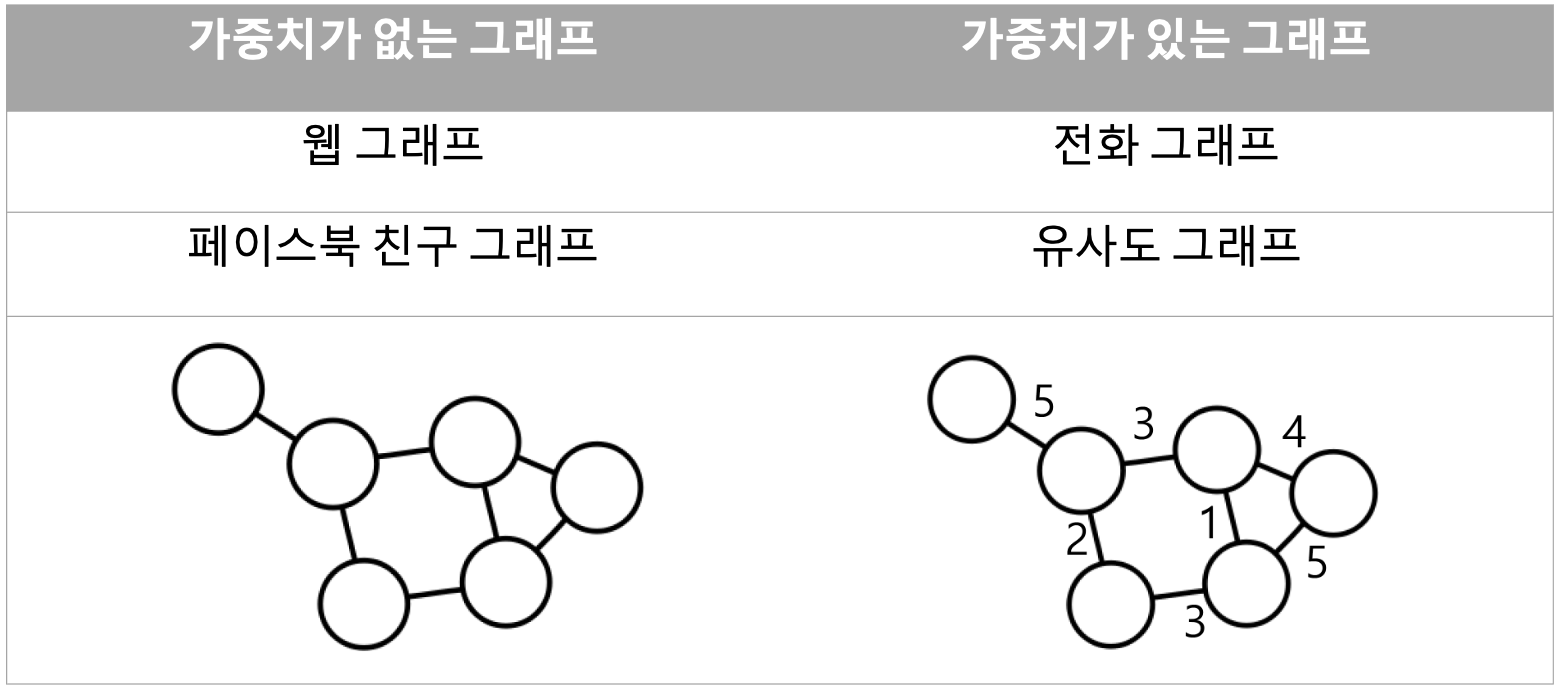 가중치가 없는 그래프
가중치가 있는 그래프
웹 그래프
전화 그래프
페이스북 친구 그래프
유사도 그래프
5
3
4
2
1
5
3